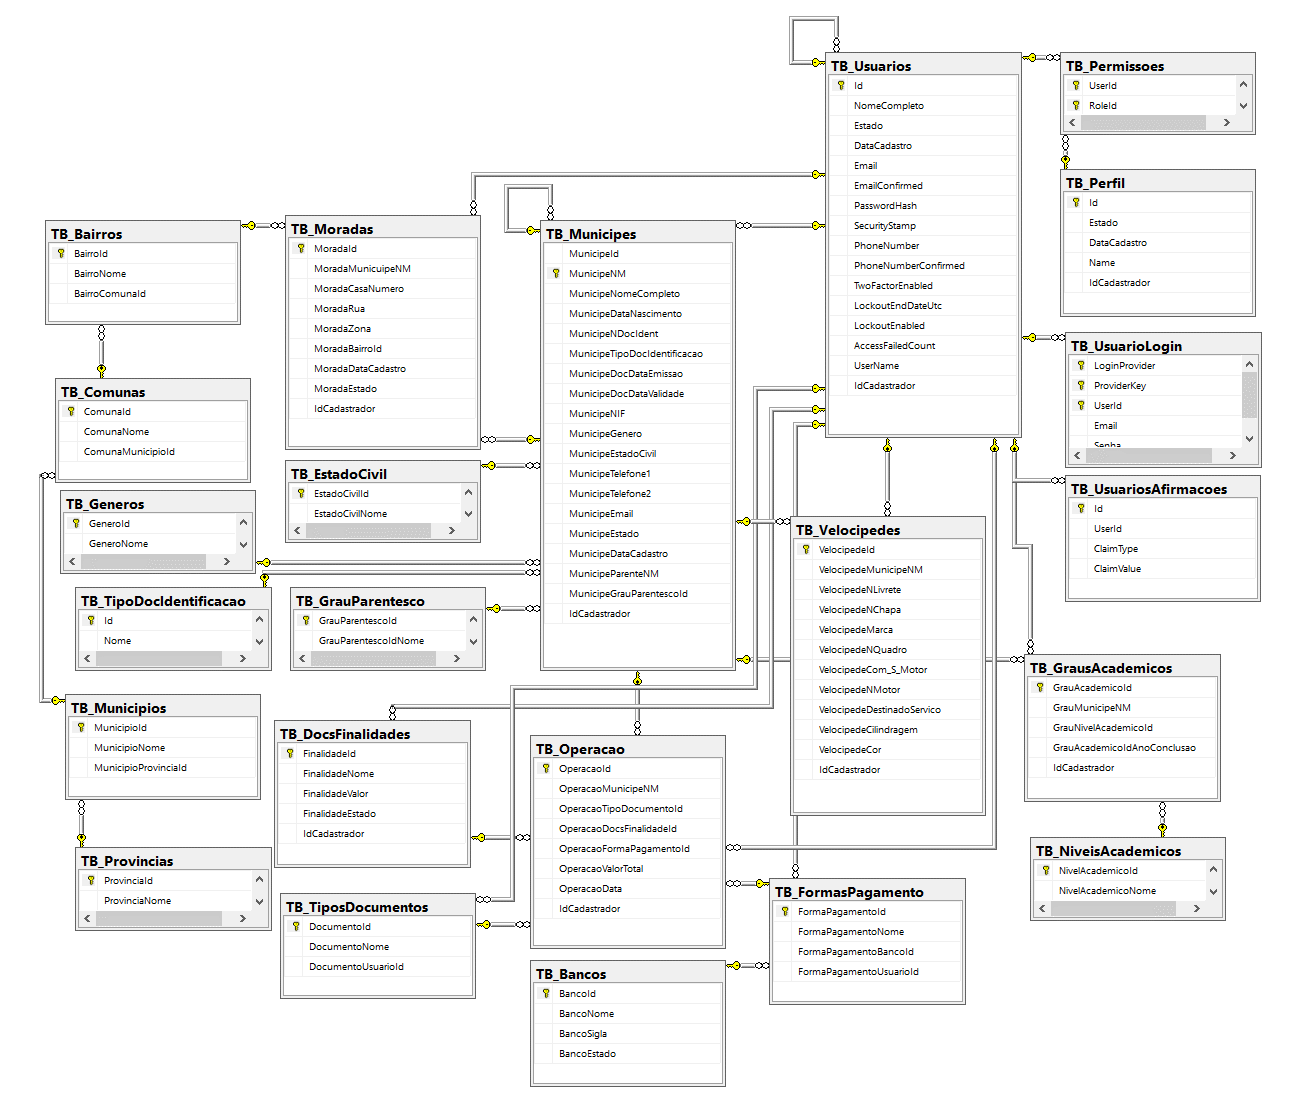 TB_Usuarios
Id
NomeCompleto
Estado
DataCadastro
Email
EmailConfirmed
PasswordHash
SecurityStamp
PhoneNumber
PhoneNumberConfirmed
TwoFactorEnabled
LockoutEndDateUtc
LockoutEnabled
AccessFailedCount
UserName
IdCadastrador
TB_Permissoes
UserId
RoleId
TB_Perfil
Id
Estado
DataCadastro
Name
IdCadastrador
TB_Bairros
BairroId
BairroNome
BairroComunaId
TB_Moradas
MoradaId
MoradaMunicuipeNM
MoradaCasaNumero
MoradaRua
MoradaZona
MoradaBairroId
MoradaDataCadastro
MoradaEstado
IdCadastrador
TB_Municipes
MunicipeId
MunicipeNM
MunicipeNomeCompleto
MunicipeDataNascimento
MunicipeNDocIdent
MunicipeTipoDocIdentificacao
MunicipeDocDataEmissao
MunicipeDocDataValidade
MunicipeNIF
MunicipeGenero
MunicipeEstadoCivil
MunicipeTelefone1
MunicipeTelefone2
MunicipeEmail
MunicipeEstado
MunicipeDataCadastro
MunicipeParenteNM
MunicipeGrauParentescoId
IdCadastrador
TB_UsuarioLogin
LoginProvider
ProviderKey
UserId
Email
Senha
TB_Comunas
ComunaId
ComunaNome
ComunaMunicipioId
TB_EstadoCivil
EstadoCivilId
EstadoCivilNome
TB_UsuariosAfirmacoes
Id
UserId
ClaimType
ClaimValue
TB_Generos
GeneroId
GeneroNome
TB_Velocipedes
VelocipedeId
VelocipedeMunicipeNM
VelocipedeNLivrete
VelocipedeNChapa
VelocipedeMarca
VelocipedeNQuadro
VelocipedeCom_S_Motor
VelocipedeNMotor
VelocipedeDestinadoServico
VelocipedeCilindragem
VelocipedeCor
IdCadastrador
TB_TipoDocIdentificacao
Id
Nome
TB_GrauParentesco
GrauParentescoId
GrauParentescoIdNome
TB_GrausAcademicos
GrauAcademicoId
GrauMunicipeNM
GrauNivelAcademicoId
GrauAcademicoIdAnoConclusao
IdCadastrador
TB_Municipios
MunicipioId
MunicipioNome
MunicipioProvinciaId
TB_DocsFinalidades
FinalidadeId
FinalidadeNome
FinalidadeValor
FinalidadeEstado
IdCadastrador
TB_Operacao
OperacaoId
OperacaoMunicipeNM
OperacaoTipoDocumentoId
OperacaoDocsFinalidadeId
OperacaoFormaPagamentoId
OperacaoValorTotal
OperacaoData
IdCadastrador
TB_NiveisAcademicos
NivelAcademicoId
NivelAcademicoNome
TB_Provincias
ProvinciaId
ProvinciaNome
TB_TiposDocumentos
DocumentoId
DocumentoNome
DocumentoUsuarioId
TB_FormasPagamento
FormaPagamentoId
FormaPagamentoNome
FormaPagamentoBancoId
FormaPagamentoUsuarioId
TB_Bancos
BancoId
BancoNome
BancoSigla
BancoEstado